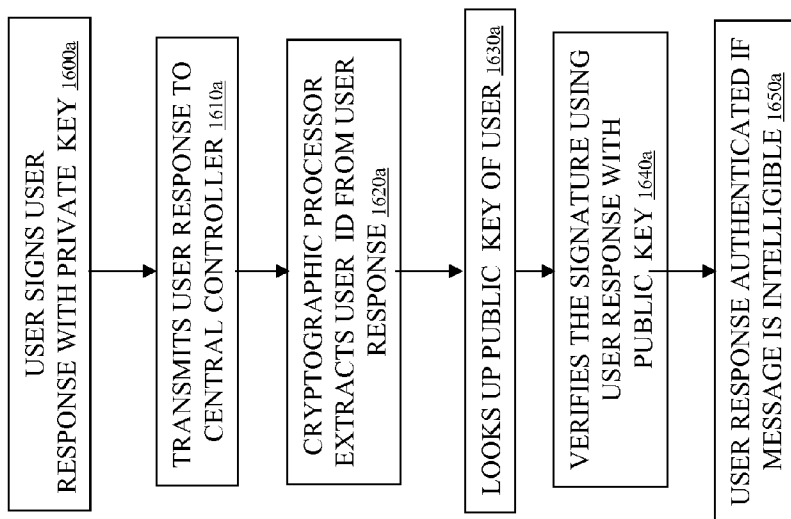 USER SIGNS USER
RESPONSE WITH PRIVATE KEY 1600a
TRANSMITS USER RESPONSE TO
CENTRAL CONTROLLER 1610a
CRYPTOGRAPHIC PROCESSOR
EXTRACTS USER ID FROM USER
RESPONSE 1620a
LOOKS UP PUBLIC KEY OF USER 1630a
VERIFIES THE SIGNATURE USING
USER RESPONSE WITH
PUBLIC KEY 1640a
USER RESPONSE AUTHENTICATED IF
MESSAGE IS INTELLIGIBLE 1650a